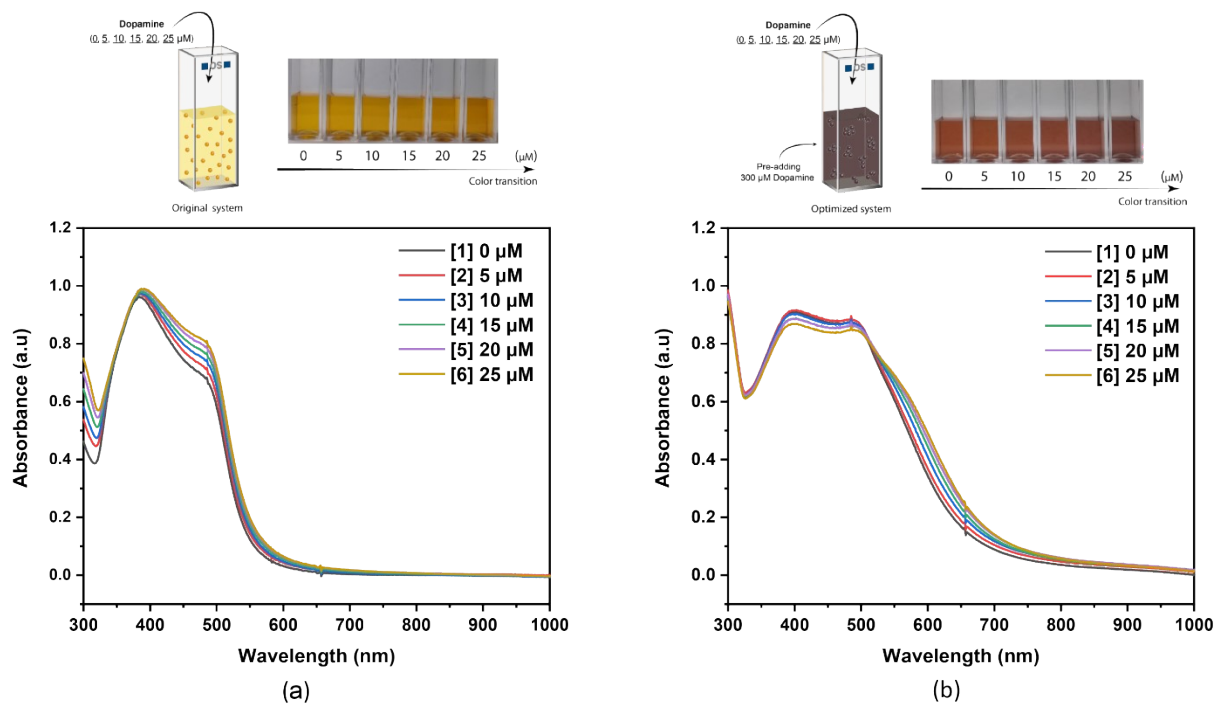 Dopamine
(0, 5, 10, 15, 20, 25 μM)
0 5 10 15 20 25 (μM)
Color transition
Original system
1.2
1.0
0.8
0.6
0.4
0.2
0.0
Absorbance (a.u)
[1] 0 μM
[2] 5 μM
[3] 10 μM
[4] 15 μM
[5] 20 μM
[6] 25 μM
300 400 500 600 700 800 900 1000
Wavelength (nm)
(a)
Dopamine
(0, 5, 10, 15, 20, 25 μM)
Pre-adding
300 μM Dopamine
0 5 10 15 20 25 (μM)
Color transition
Optimized system
1.2
1.0
0.8
0.6
0.4
0.2
0.0
Absorbance (a.u)
[1] 0 μM
[2] 5 μM
[3] 10 μM
[4] 15 μM
[5] 20 μM
[6] 25 μM
300 400 500 600 700 800 900 1000
Wavelength (nm)
(b)